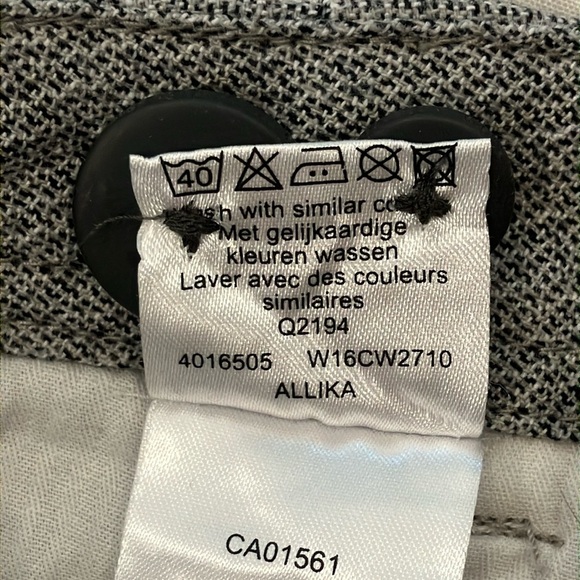 40
with similar
Met gelijkaardige
kleuren wassen
Laver avec des couleurs
similaires
Q2194
4016505 W16CW2710
ALLIKA
CA01561